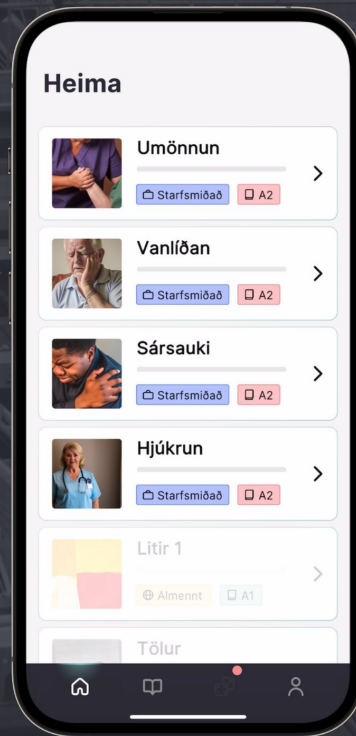 Heima
Umönnun
Starfsmiðað A2
Vanlíðan
Starfsmiðað A2
Sársauki
Starfsmiðað A2
Hjúkrun
Starfsmiðað A2
Litir 1
Almennt A1
Tölur